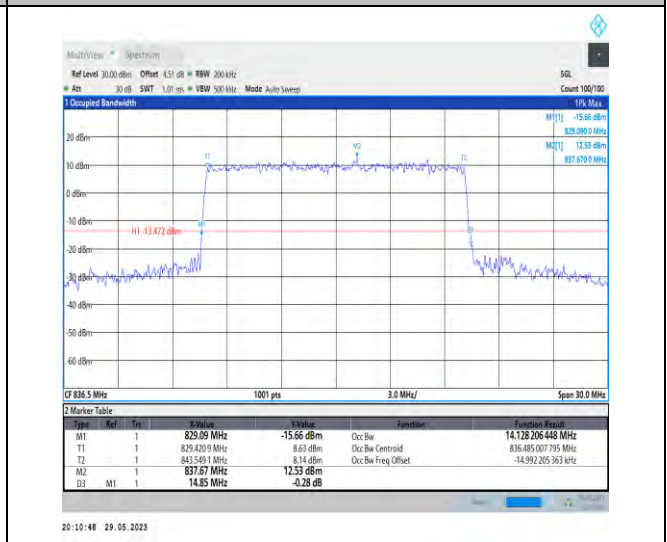 MultiView Spectrum
Ref Level 30.00 dBm Offset 4.51 dB RBW 200 kHz SGL
Att 30 dB SWT 1.01 ms VBW 500 kHz Mode Auto Sweep Count 100/100
1 Occupied Bandwidth 1Pk Max
M1[1] -15.66 dBm
829.090 0 MHz
M2[1] 12.53 dBm
837.670 0 MHz
20 dBm
M2
T1
T2
10 dBm
0 dBm
-10 dBm
M1
H1 -13.472 dBm
-20 dBm
-30 dBm
-40 dBm
-50 dBm
-60 dBm
CF 836.5 MHz 1001 pts 3.0 MHz/ Span 30.0 MHz
2 Marker Table
Type Ref Trc X-Value Y-Value Function Function Result
M1 1 829.09 MHz -15.66 dBm Occ Bw 14.128 206 448 MHz
T1 1 829.420 9 MHz 8.63 dBm Occ Bw Centroid 836.485 007 795 MHz
T2 1 843.549 1 MHz 8.14 dBm Occ Bw Freq Offset -14.992 205 363 kHz
M2 1 837.67 MHz 12.53 dBm
D3 M1 1 14.85 MHz -0.28 dB
20:10:48 29.05.2023